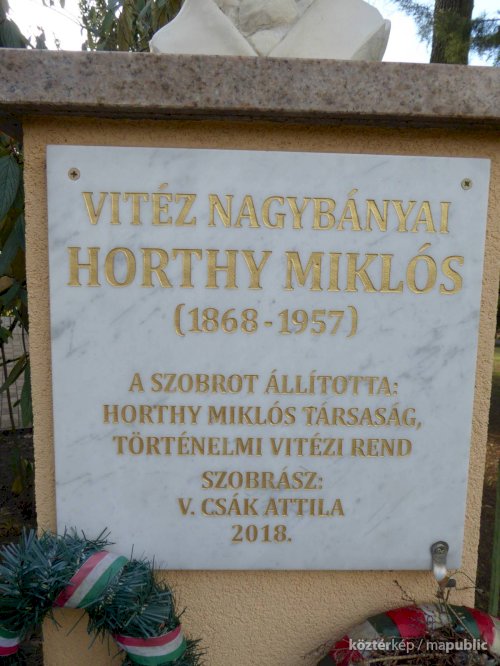 VITÉZ NAGYBÁNYAI
HORTHY MIKLÓS
(1868 - 1957)
A SZOBROT ÁLLÍTOTTA:
HORTHY MIKLÓS TÁRSASÁG,
TÖRTÉNELMI VITÉZI REND
SZOBRÁSZ:
V. CSÁK ATTILA
2018.
köztérkép / mapublic